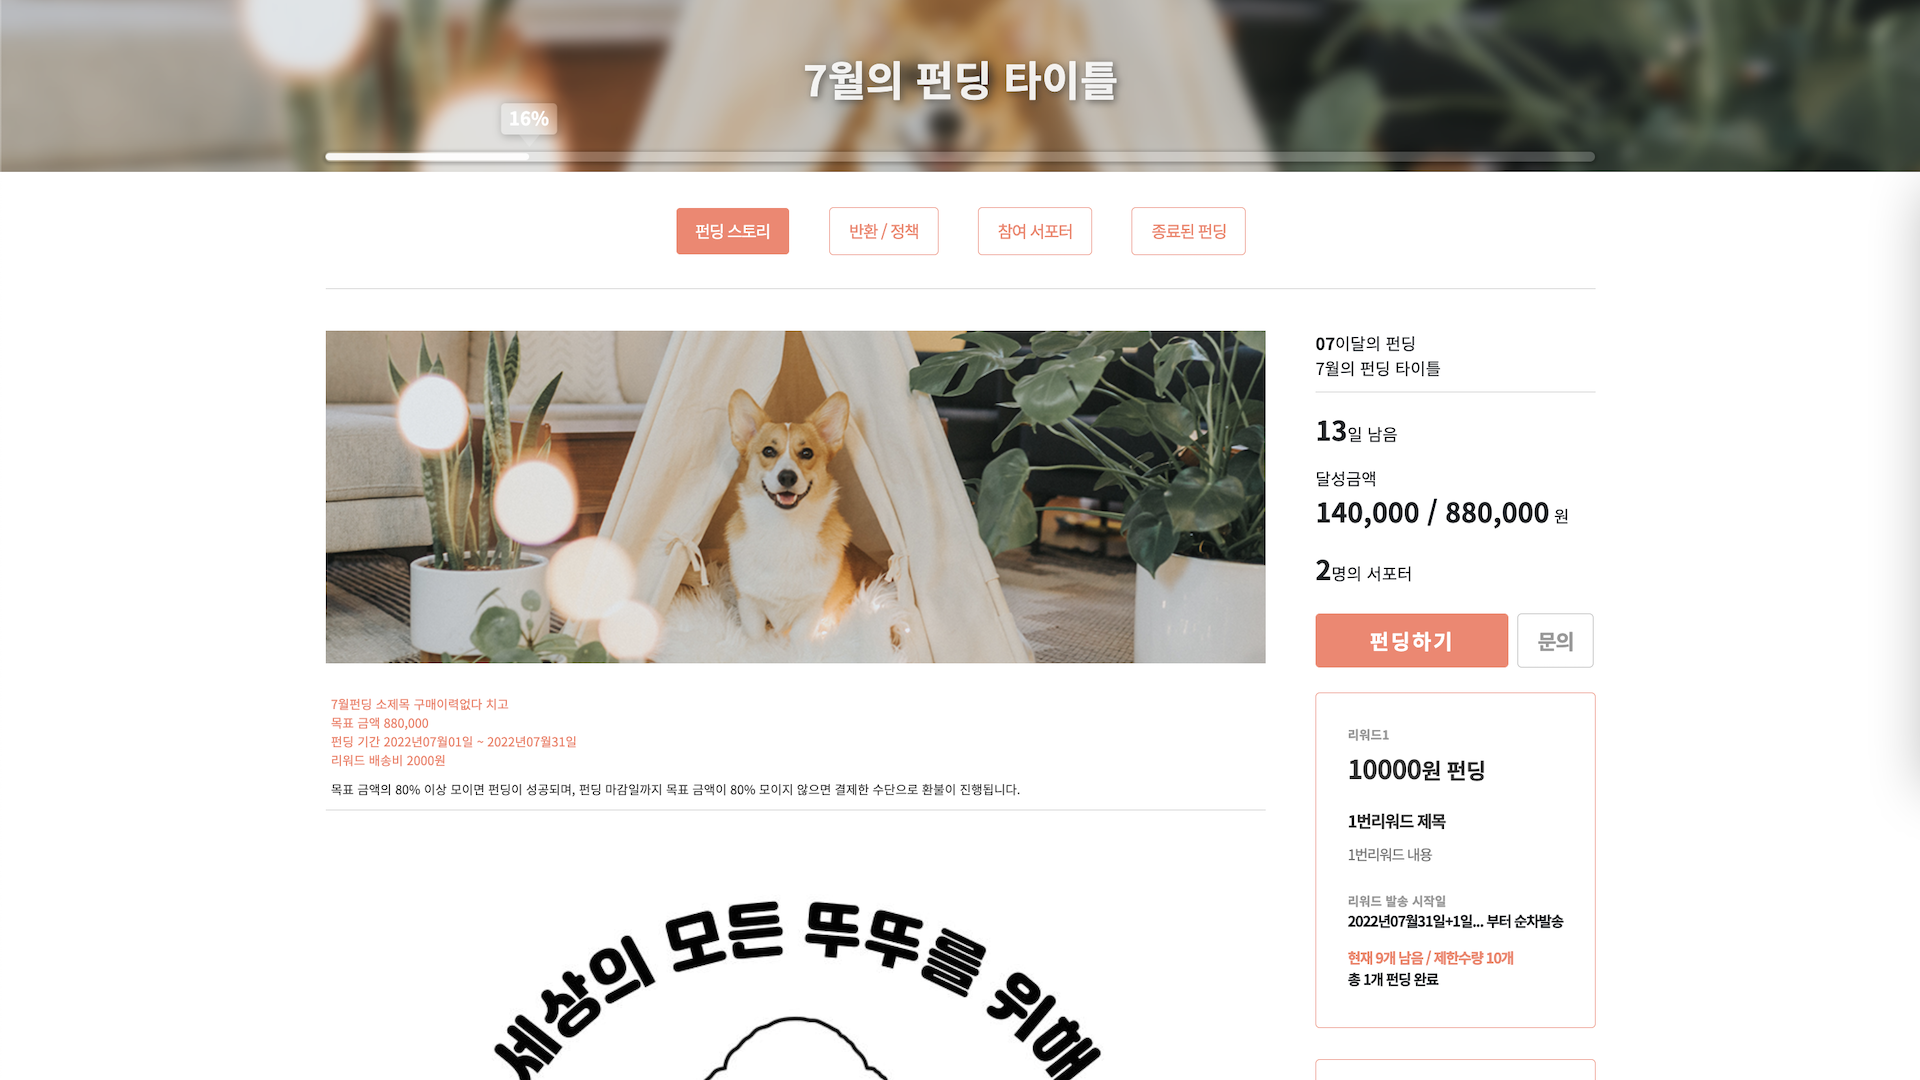 7월의 펀딩 타이틀
16%
펀딩 스토리
반환 / 정책
참여 서포터
종료된 펀딩
07이달의 펀딩
7월의 펀딩 타이틀
13일 남음
달성금액
140,000 / 880,000 원
2명의 서포터
펀딩하기
문의
7월펀딩 소제목 구매이력없다 치고
목표 금액 880,000
펀딩 기간 2022년07월01일 ~ 2022년07월31일
리워드 배송비 2000원
목표 금액의 80% 이상 모이면 펀딩이 성공되며, 펀딩 마감일까지 목표 금액이 80% 모이지 않으면 결제한 수단으로 환불이 진행됩니다.
세상의 모든 뚜뚜를 위해
리워드1
10000원 펀딩
1번리워드 제목
1번리워드 내용
리워드 발송 시작일
2022년07월31일+1일... 부터 순차발송
현재 9개 남음 / 제한수량 10개
총 1개 펀딩 완료